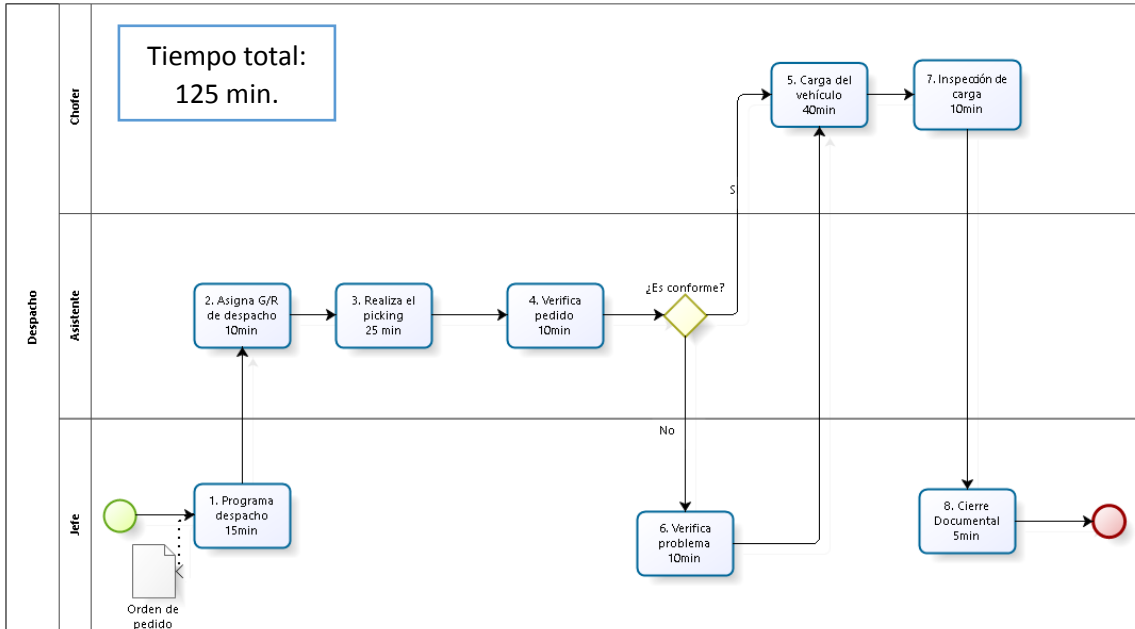 Tiempo total:
125 min.
Despacho
Chofer
5. Carga del
vehículo
40min
7. Inspección de
carga
10min
S
Asistente
2. Asigna G/R
de despacho
10min
3. Realiza el
picking
25 min
4. Verifica
pedido
10min
¿Es conforme?
No
Jefe
1. Programa
despacho
15min
Orden de
pedido
6. Verifica
problema
10min
8. Cierre
Documental
5min